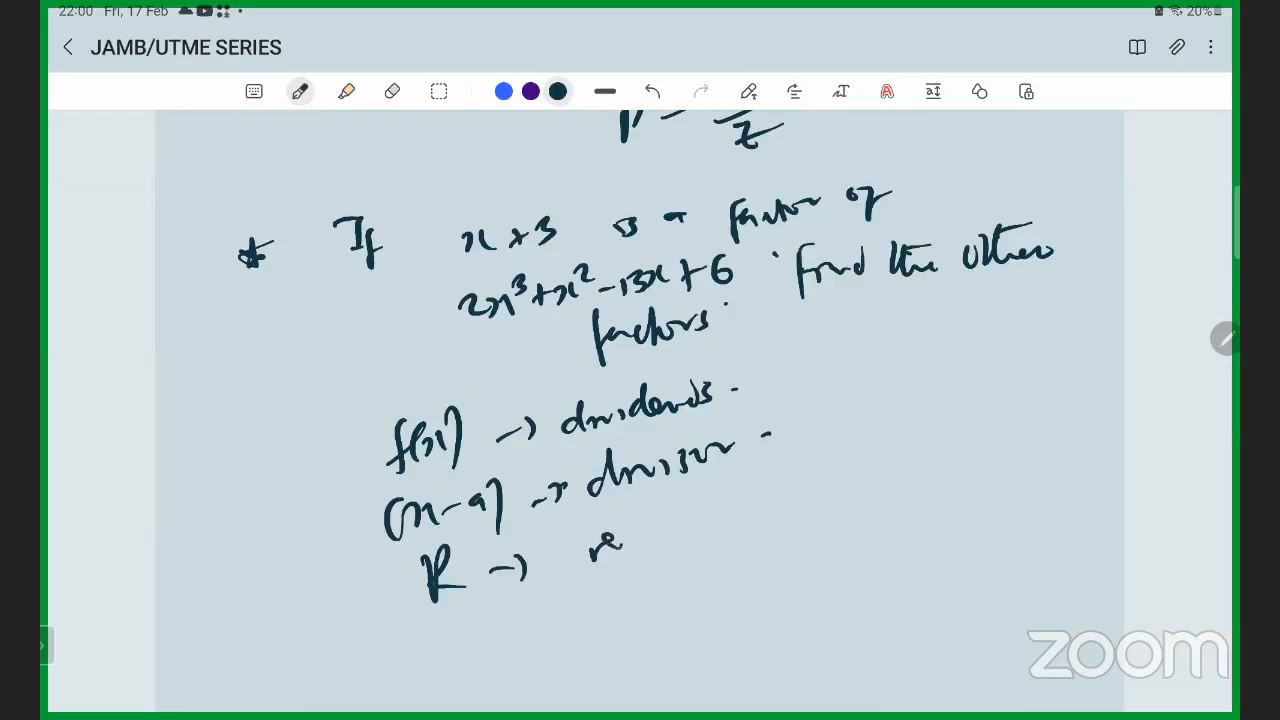 22:00 Fri, 17 Feb
20%
JAMB/UTME SERIES
z
* If x+3 is a factor of
2x³+x²-13x+6. find the other
factors.
f(x) → dividends.
(x-a) → divisor.
R → re
zoom